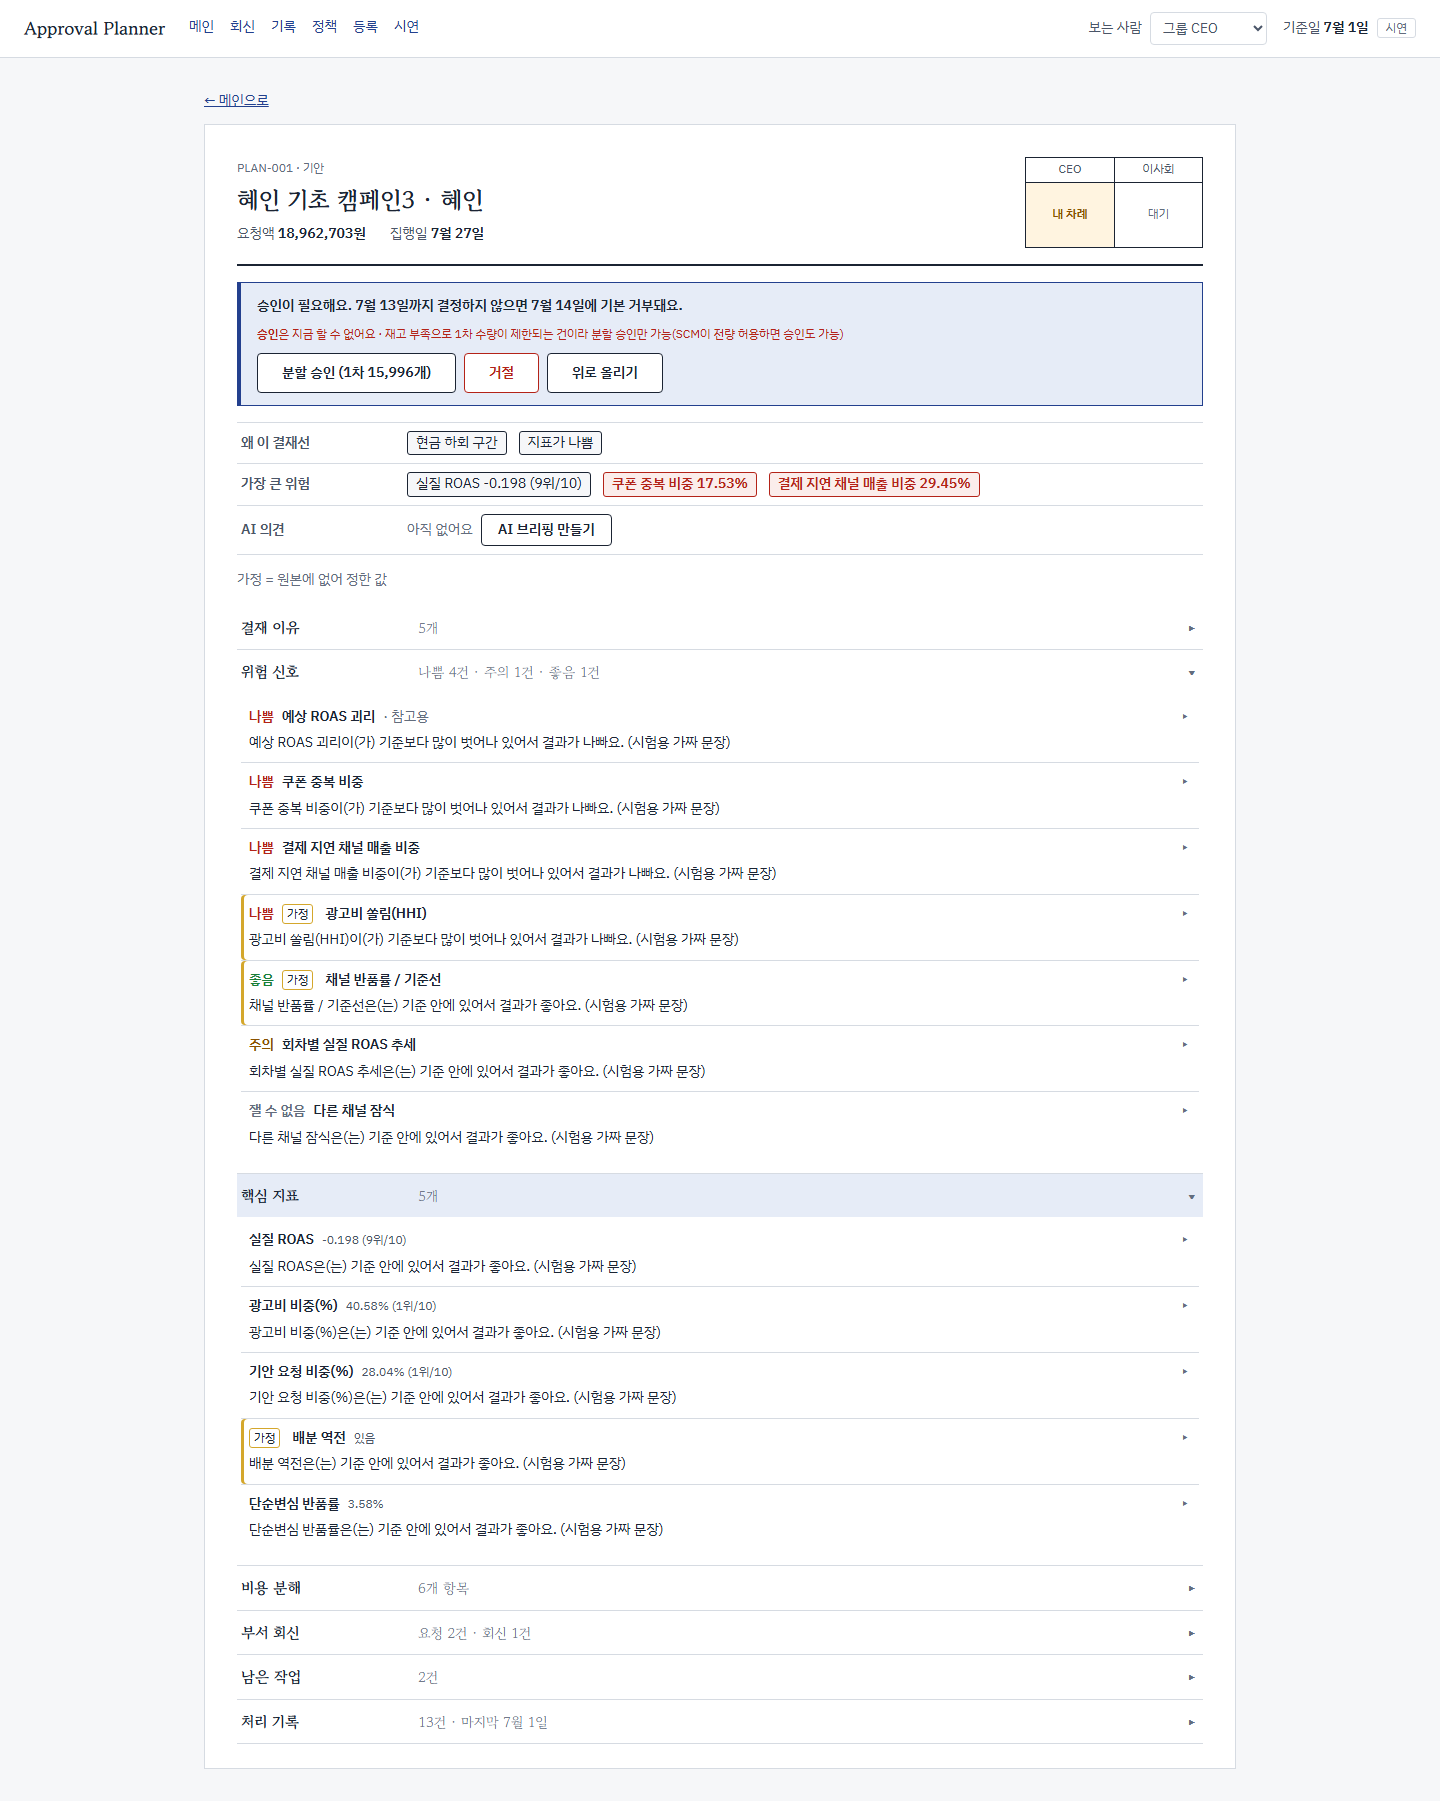 Approval Planner 메인 회신 기록 정책 등록 시연 보는 사람 그룹 CEO 기준일 7월 1일 시연
← 메인으로
PLAN-001 · 기안
혜인 기초 캠페인3 · 혜인
요청액 18,962,703원 집행일 7월 27일
CEO 이사회
내 차례 대기
승인이 필요해요. 7월 13일까지 결정하지 않으면 7월 14일에 기본 거부돼요.
승인은 지금 할 수 없어요 · 재고 부족으로 1차 수량이 제한되는 건이라 분할 승인만 가능(SCM이 전량 허용하면 승인도 가능)
분할 승인 (1차 15,996개) 거절 위로 올리기
왜 이 결재선 현금 하회 구간 지표가 나쁨
가장 큰 위험 실질 ROAS -0.198 (9위/10) 쿠폰 중복 비중 17.53% 결제 지연 채널 매출 비중 29.45%
AI 의견 아직 없어요 AI 브리핑 만들기
가정 = 원본에 없어 정한 값
결재 이유 5개 ▸
위험 신호 나쁨 4건 · 주의 1건 · 좋음 1건 ▾
나쁨 예상 ROAS 괴리 · 참고용 ▸
예상 ROAS 괴리이(가) 기준보다 많이 벗어나 있어서 결과가 나빠요. (시험용 가짜 문장)
나쁨 쿠폰 중복 비중 ▸
쿠폰 중복 비중이(가) 기준보다 많이 벗어나 있어서 결과가 나빠요. (시험용 가짜 문장)
나쁨 결제 지연 채널 매출 비중 ▸
결제 지연 채널 매출 비중이(가) 기준보다 많이 벗어나 있어서 결과가 나빠요. (시험용 가짜 문장)
나쁨 가정 광고비 쏠림(HHI) ▸
광고비 쏠림(HHI)이(가) 기준보다 많이 벗어나 있어서 결과가 나빠요. (시험용 가짜 문장)
좋음 가정 채널 반품률 / 기준선 ▸
채널 반품률 / 기준선은(는) 기준 안에 있어서 결과가 좋아요. (시험용 가짜 문장)
주의 회차별 실질 ROAS 추세 ▸
회차별 실질 ROAS 추세은(는) 기준 안에 있어서 결과가 좋아요. (시험용 가짜 문장)
잴 수 없음 다른 채널 잠식 ▸
다른 채널 잠식은(는) 기준 안에 있어서 결과가 좋아요. (시험용 가짜 문장)
핵심 지표 5개 ▾
실질 ROAS -0.198 (9위/10) ▸
실질 ROAS은(는) 기준 안에 있어서 결과가 좋아요. (시험용 가짜 문장)
광고비 비중(%) 40.58% (1위/10) ▸
광고비 비중(%)은(는) 기준 안에 있어서 결과가 좋아요. (시험용 가짜 문장)
기안 요청 비중(%) 28.04% (1위/10) ▸
기안 요청 비중(%)은(는) 기준 안에 있어서 결과가 좋아요. (시험용 가짜 문장)
가정 배분 역전 있음 ▸
배분 역전은(는) 기준 안에 있어서 결과가 좋아요. (시험용 가짜 문장)
단순변심 반품률 3.58% ▸
단순변심 반품률은(는) 기준 안에 있어서 결과가 좋아요. (시험용 가짜 문장)
비용 분해 6개 항목 ▸
부서 회신 요청 2건 · 회신 1건 ▸
남은 작업 2건 ▸
처리 기록 13건 · 마지막 7월 1일 ▸